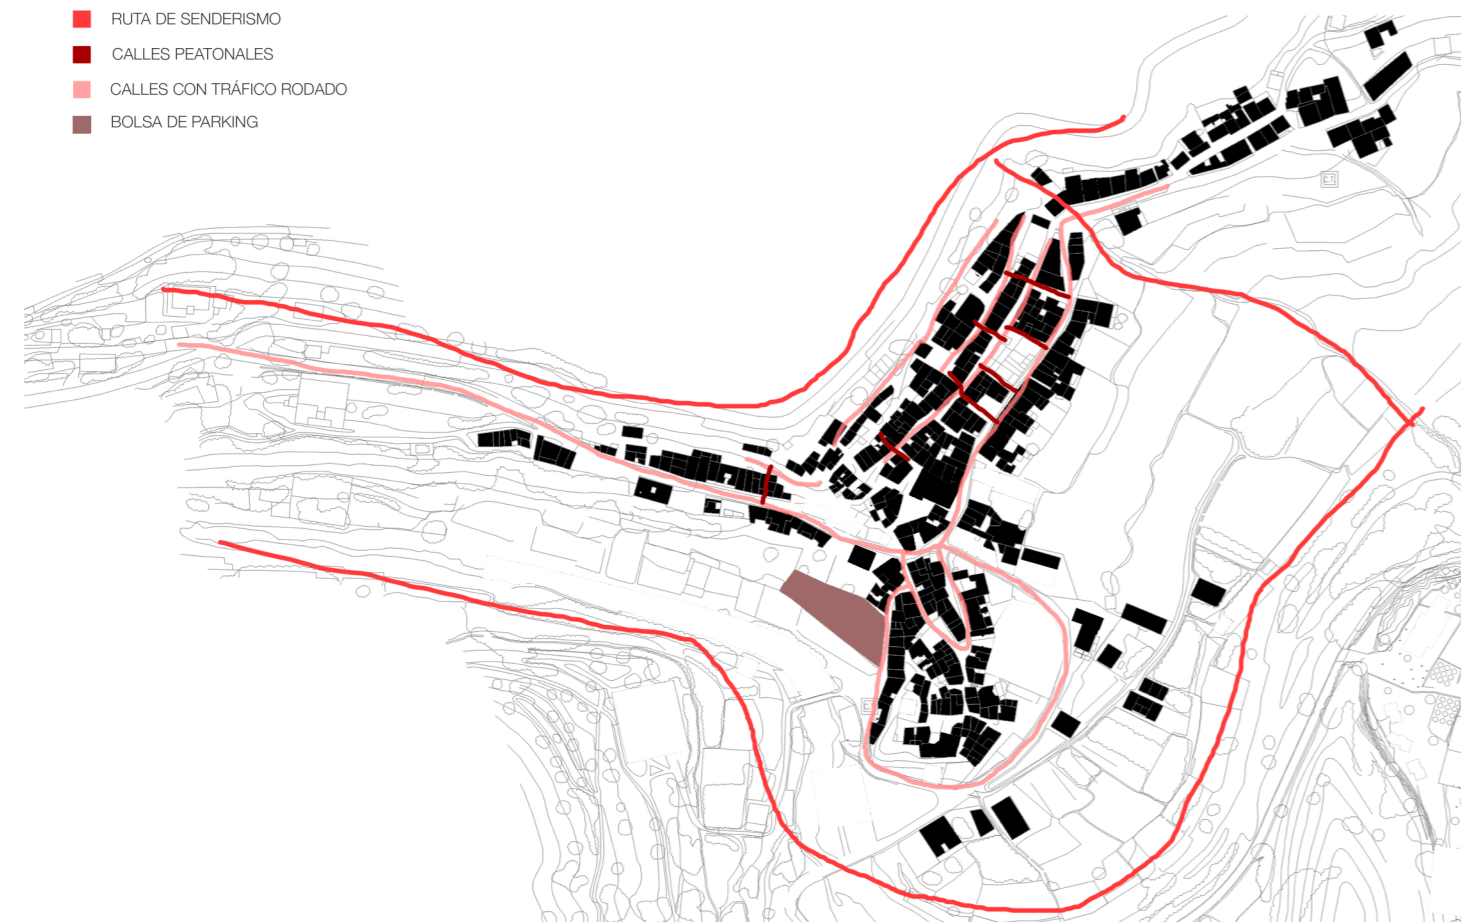 RUTA DE SENDERISMO
CALLES PEATONALES
CALLES CON TRÁFICO RODADO
BOLSA DE PARKING